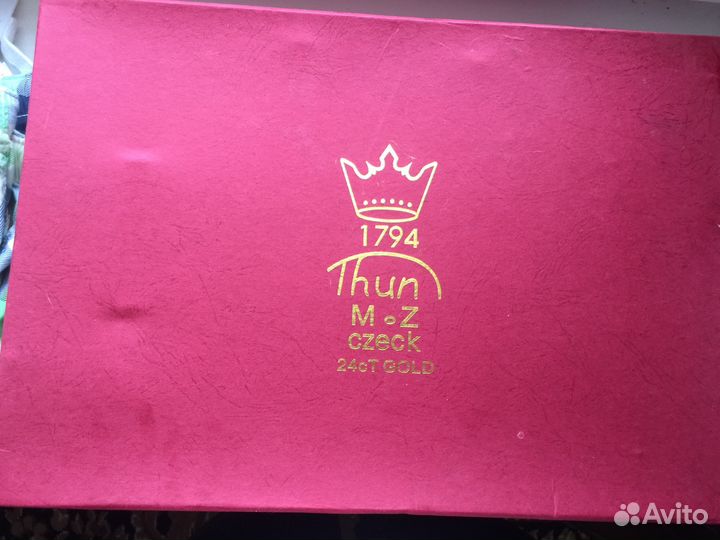 1794
Thun
M • Z
czeck
24cT GOLD
Avito